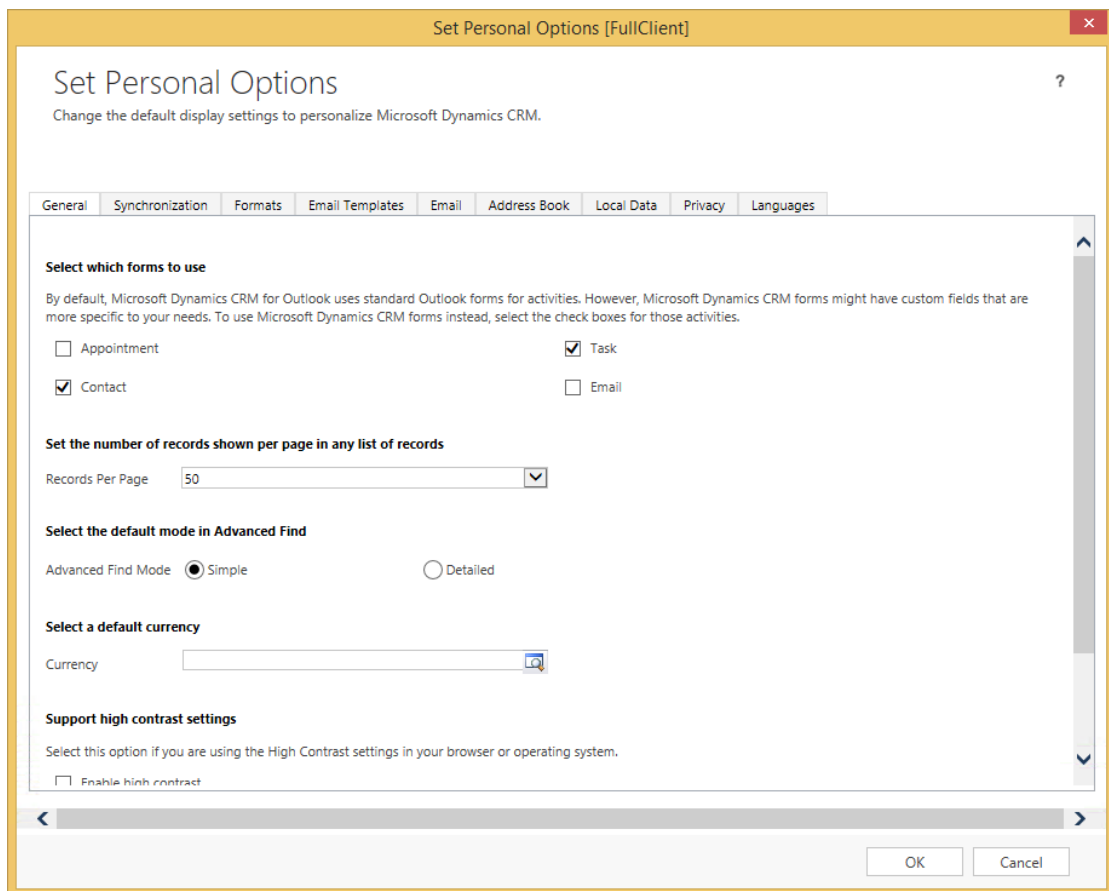 Set Personal Options [FullClient]
Set Personal Options
?
Change the default display settings to personalize Microsoft Dynamics CRM.
General Synchronization Formats Email Templates Email Address Book Local Data Privacy Languages
Select which forms to use
By default, Microsoft Dynamics CRM for Outlook uses standard Outlook forms for activities. However, Microsoft Dynamics CRM forms might have custom fields that are
more specific to your needs. To use Microsoft Dynamics CRM forms instead, select the check boxes for those activities.
Appointment Task
Contact Email
Set the number of records shown per page in any list of records
Records Per Page 50
Select the default mode in Advanced Find
Advanced Find Mode Simple Detailed
Select a default currency
Currency
Support high contrast settings
Select this option if you are using the High Contrast settings in your browser or operating system.
Enable high contrast
OK Cancel